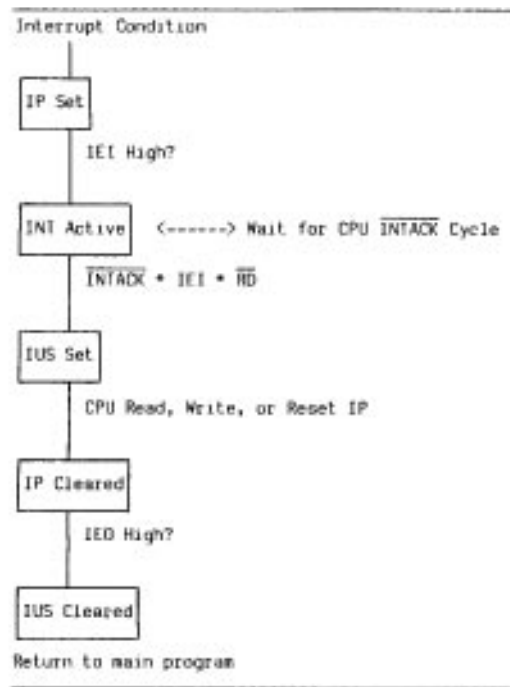 Interrupt Condition
IP Set
IEI High?
INT Active <------> Wait for CPU INTACK Cycle
INTACK * IEI * RD
IUS Set
CPU Read, Write, or Reset IP
IP Cleared
IEO High?
IUS Cleared
Return to main program